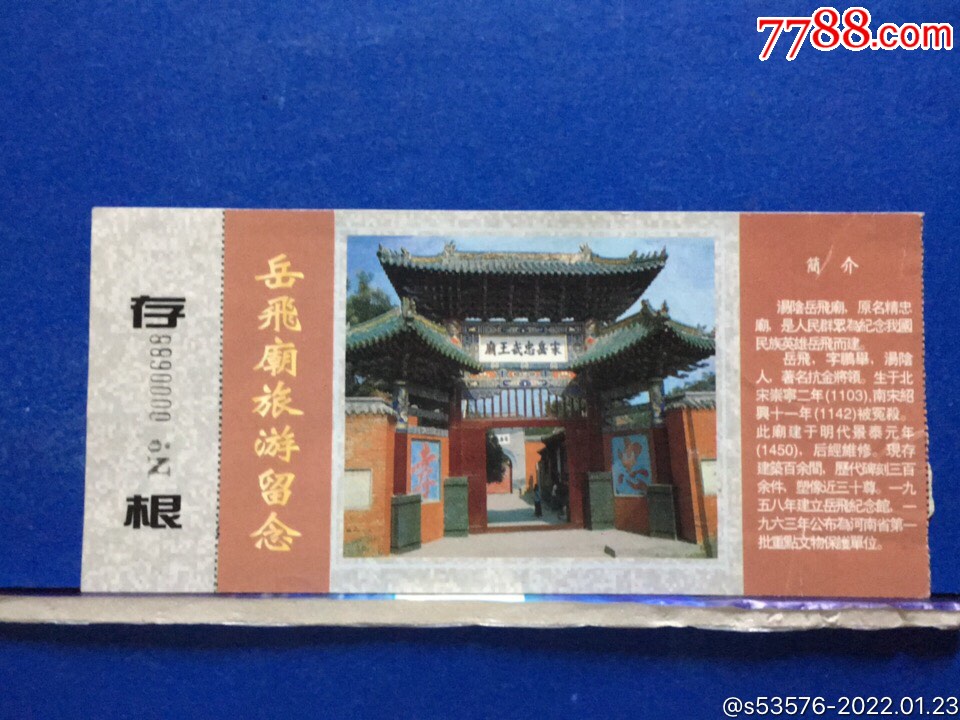 7788.com
存
No 0000688
根
岳飛廟旅游留念
宋岳忠武王廟
忠
簡介
湯陰岳飛廟，原名精忠
廟，是人民群眾為紀念我國
民族英雄岳飛而建。
岳飛，字鵬舉，湯陰
人，著名抗金將領。生于北
宋崇寧二年(1103),南宋紹
興十一年(1142)被冤殺。
此廟建于明代景泰元年
(1450)，后經維修。現存
建築百余間，歷代碑刻三百
余件，塑像近三十尊。一九
五八年建立岳飛紀念館，一
九六三年公布為河南省第一
批重點文物保護單位。
@s53576-2022.01.23